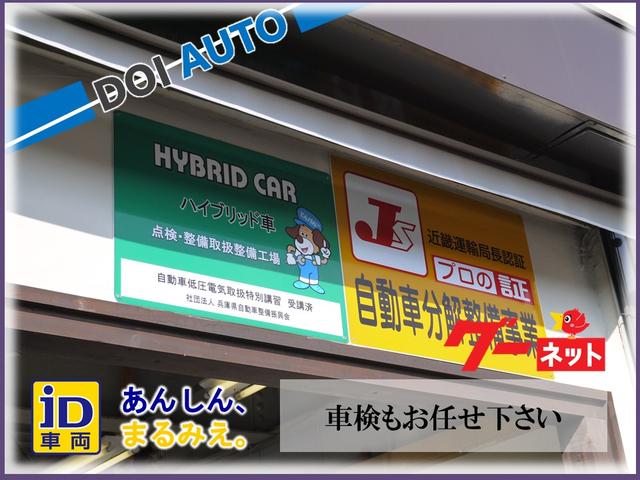 DOI AUTO
HYBRID CAR
ハイブリッド車
点検・整備取扱整備工場
自動車低圧電気取扱特別講習 受講済
社団法人 兵庫県自動車整備振興会
JS
近畿運輸局長認証
プロの証
自動車分解整備事業
グーネット
iD
車両
あんしん、
まるみえ。
車検もお任せ下さい